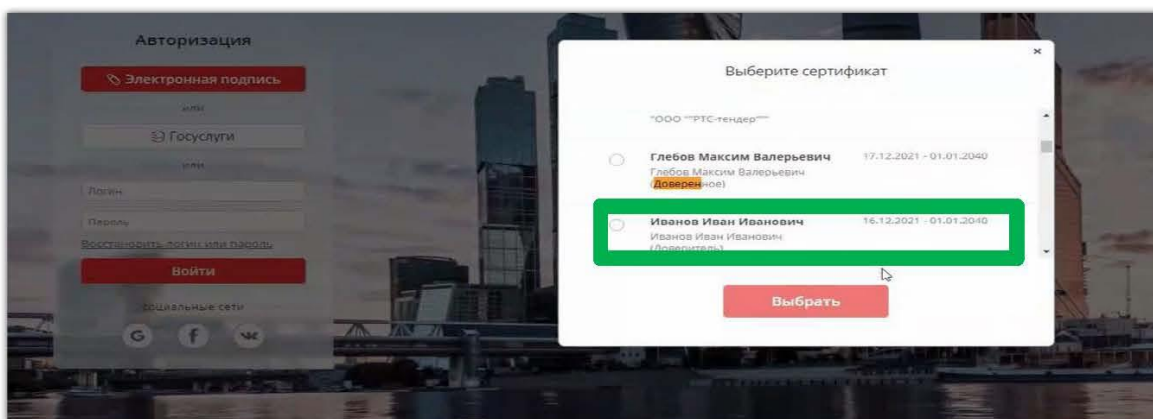 Авторизация
Электронная подпись
или
Госуслуги
или
Логин
Пароль
Восстановить логин или пароль
Войти
социальные сети
G f
Выберите сертификат
"ООО ""РТС-тендер"""
Глебов Максим Валерьевич 17.12.2021 - 01.01.2040
Глебов Максим Валерьевич
(Доверенное)
Иванов Иван Иванович 16.12.2021 - 01.01.2040
Иванов Иван Иванович
(Доверитель)
Выбрать